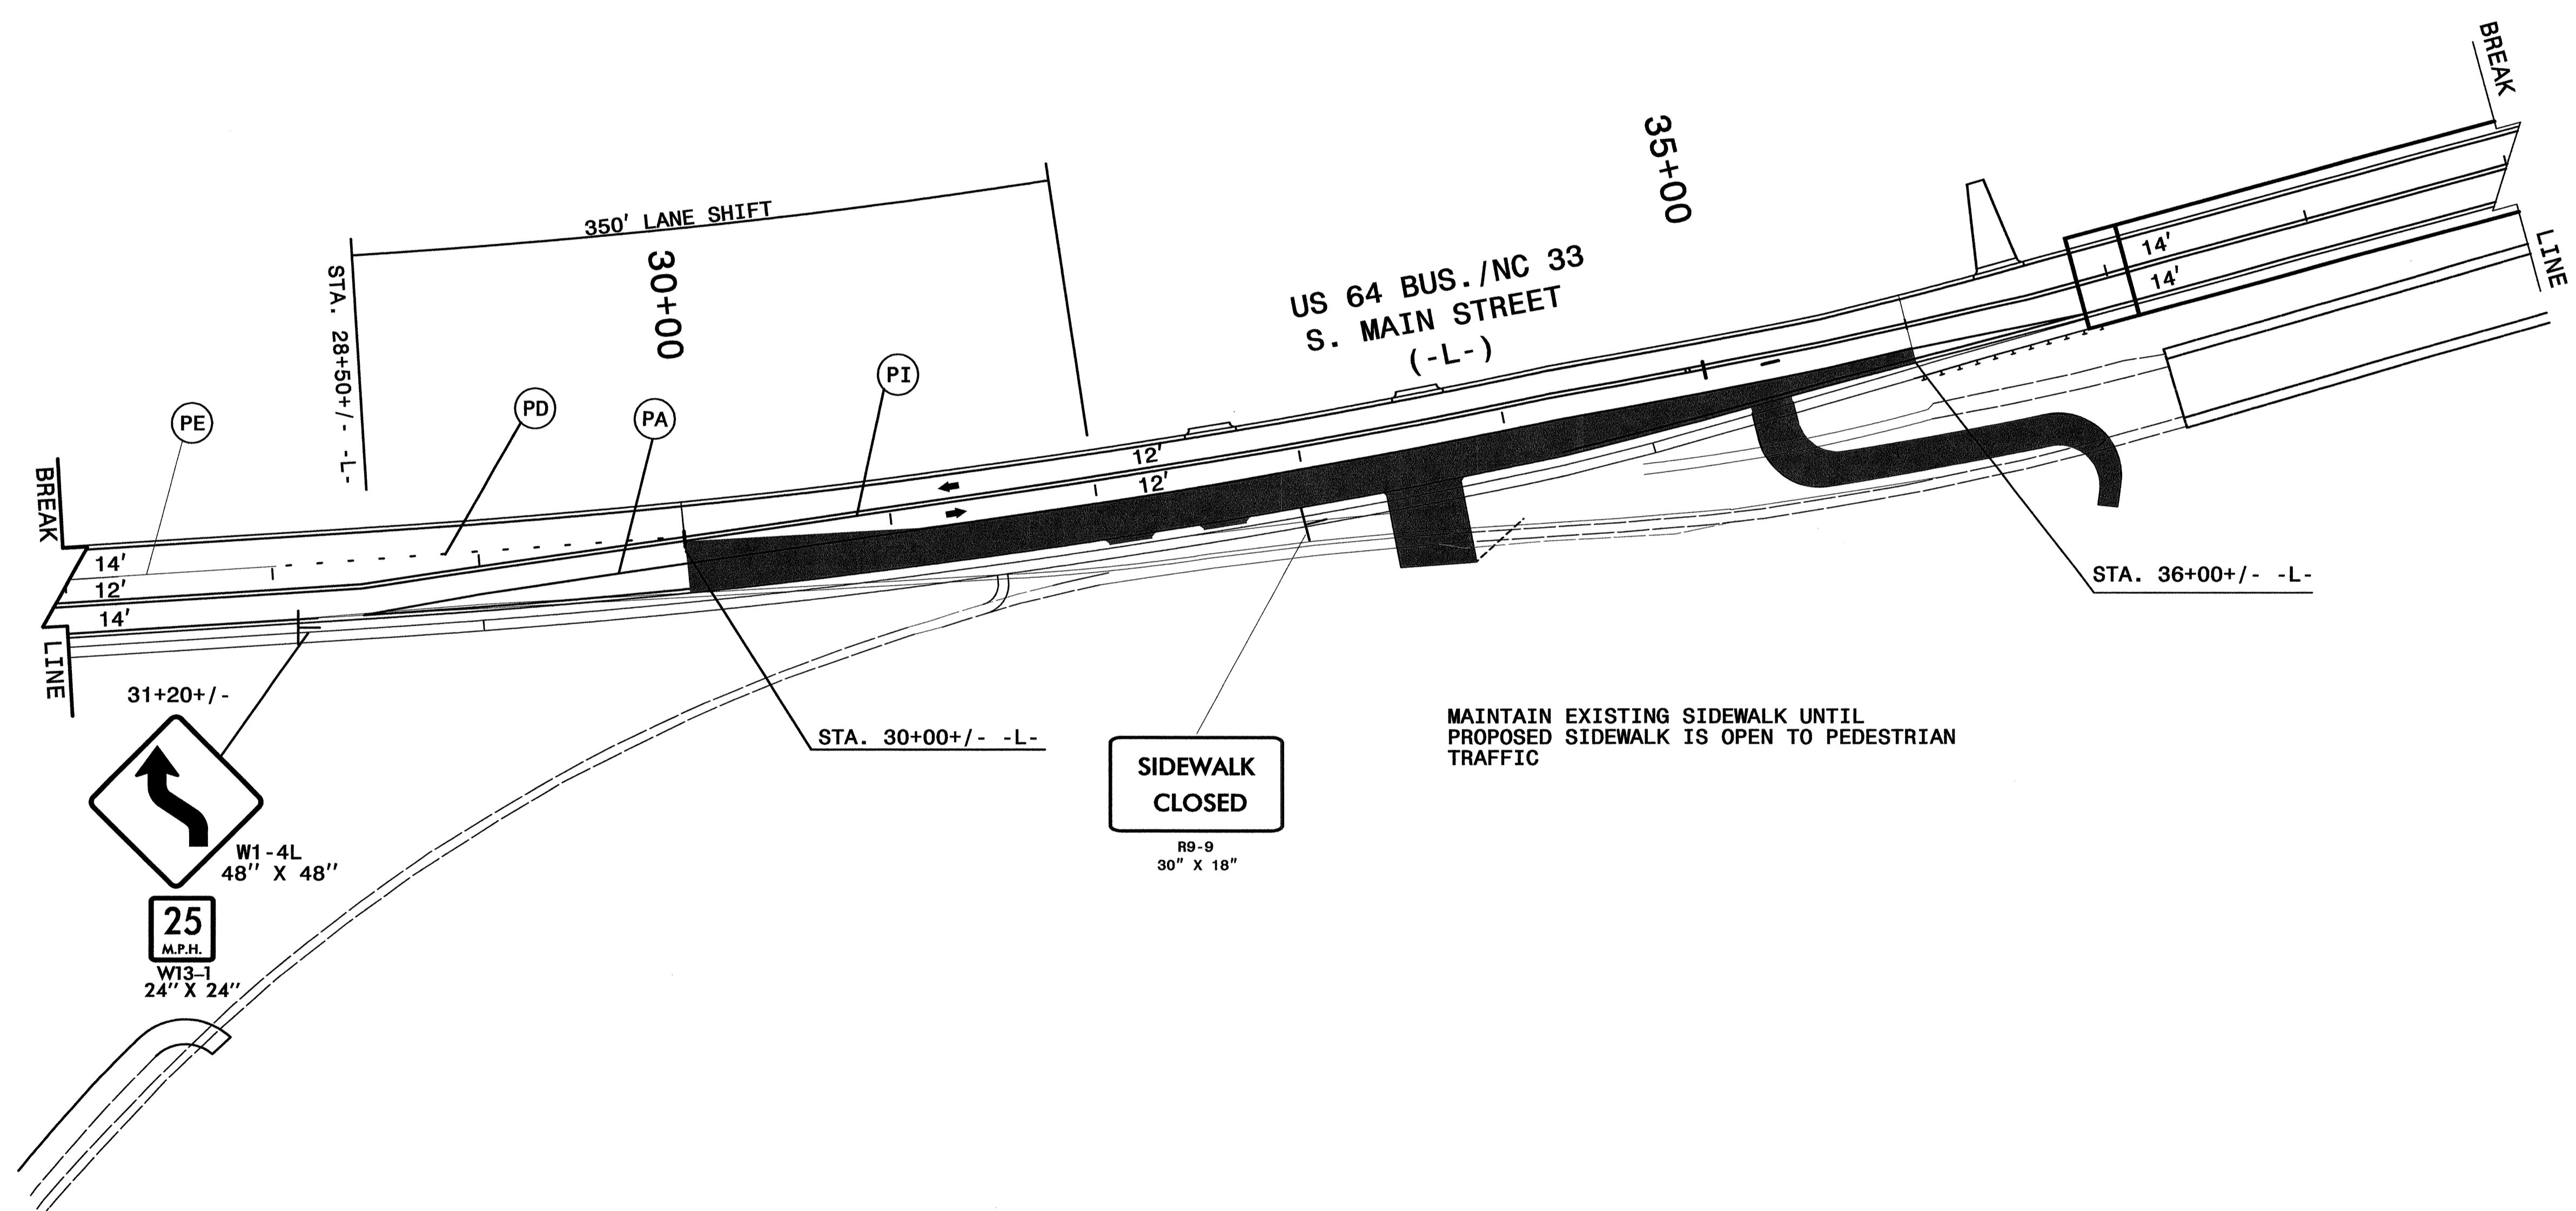 BREAK
LINE
350' LANE SHIFT
STA. 28+50+/- -L-
30+00
35+00
US 64 BUS./NC 33
S. MAIN STREET
(-L-)
PE
PD
PA
PI
BREAK
LINE
14'
12'
14'
12'
12'
14'
14'
STA. 36+00+/- -L-
STA. 30+00+/- -L-
31+20+/-
W1-4L
48" X 48"
25
M.P.H.
W13-1
24" X 24"
SIDEWALK
CLOSED
R9-9
30" X 18"
MAINTAIN EXISTING SIDEWALK UNTIL
PROPOSED SIDEWALK IS OPEN TO PEDESTRIAN
TRAFFIC